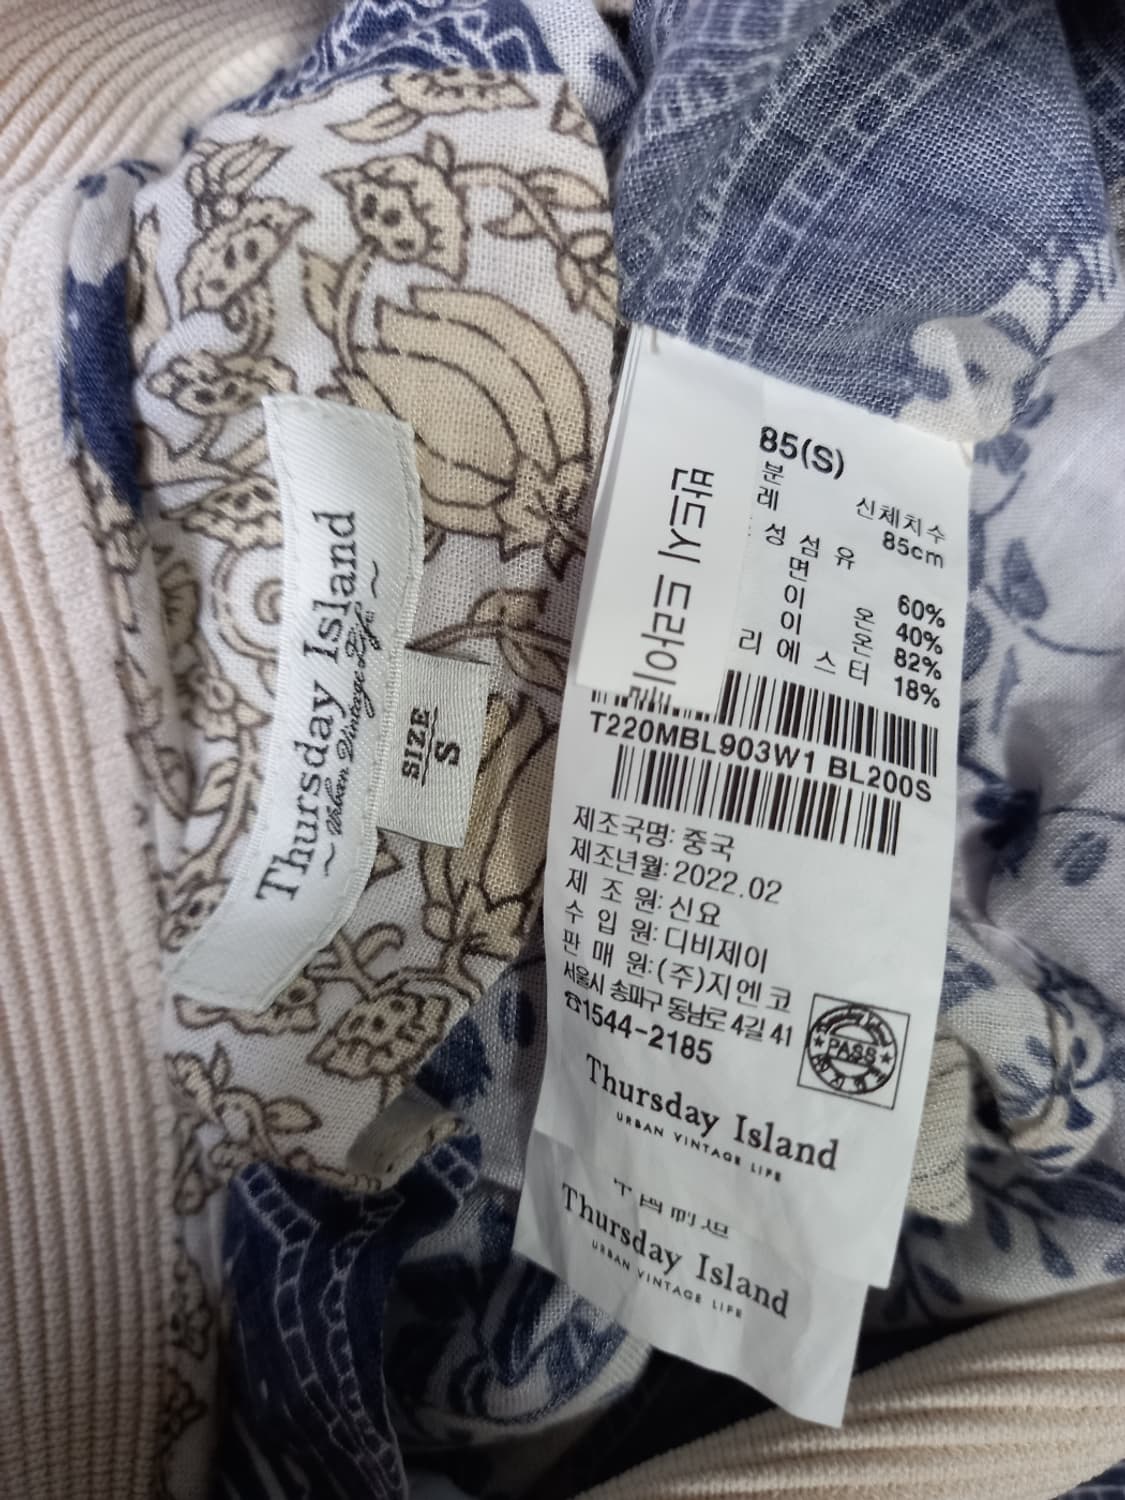 Thursday Island
~Urban Vintage Life~
SIZE
S
반드시 드라이
85(S)
분
레
신체치수
85cm
성 섬 유
면 60%
이 온 40%
이 온 82%
리 에 스 터 18%
T220MBL903W1 BL200S
제조국명: 중국
제조년월: 2022.02
제 조 원: 신요
수 입 원: 디비제이
판 매 원: (주)지엔코
서울시 송파구 동남로 4길 41
☎1544-2185
PASS
Thursday Island
URBAN VINTAGE LIFE
Thursday Island
URBAN VINTAGE LIFE